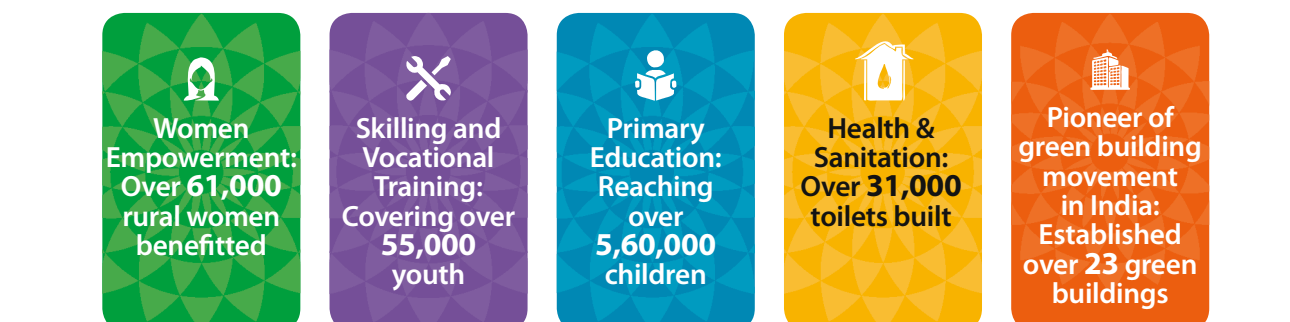 Women
Empowerment:
Over 61,000
rural women
benefitted
Skilling and
Vocational
Training:
Covering over
55,000
youth
Primary
Education:
Reaching
over
5,60,000
children
Health &
Sanitation:
Over 31,000
toilets built
Pioneer of
green building
movement
in India:
Established
over 23 green
buildings